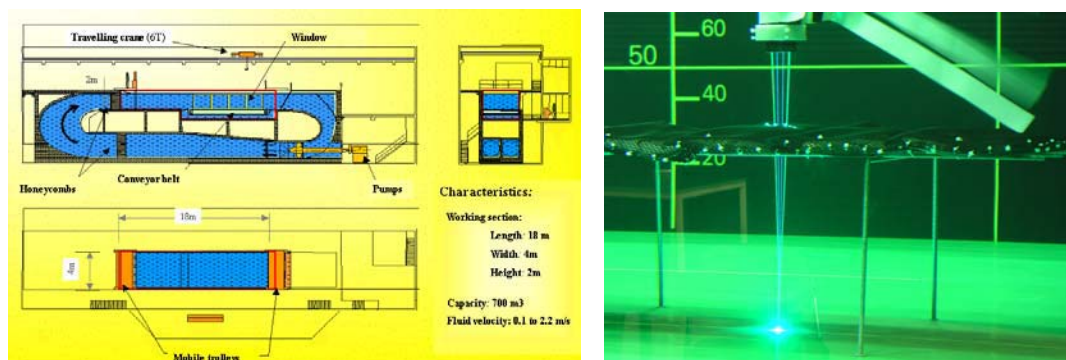 Travelling crane (6T)
Window
2m
Honeycombs
Conveyor belt
Pumps
Characteristics:
18m
Working section:
Length: 18 m
Width: 4m
Height: 2m
4m
Capacity: 700 m3
Fluid velocity: 0.1 to 2.2 m/s
Mobile trolleys
60
50
40
20